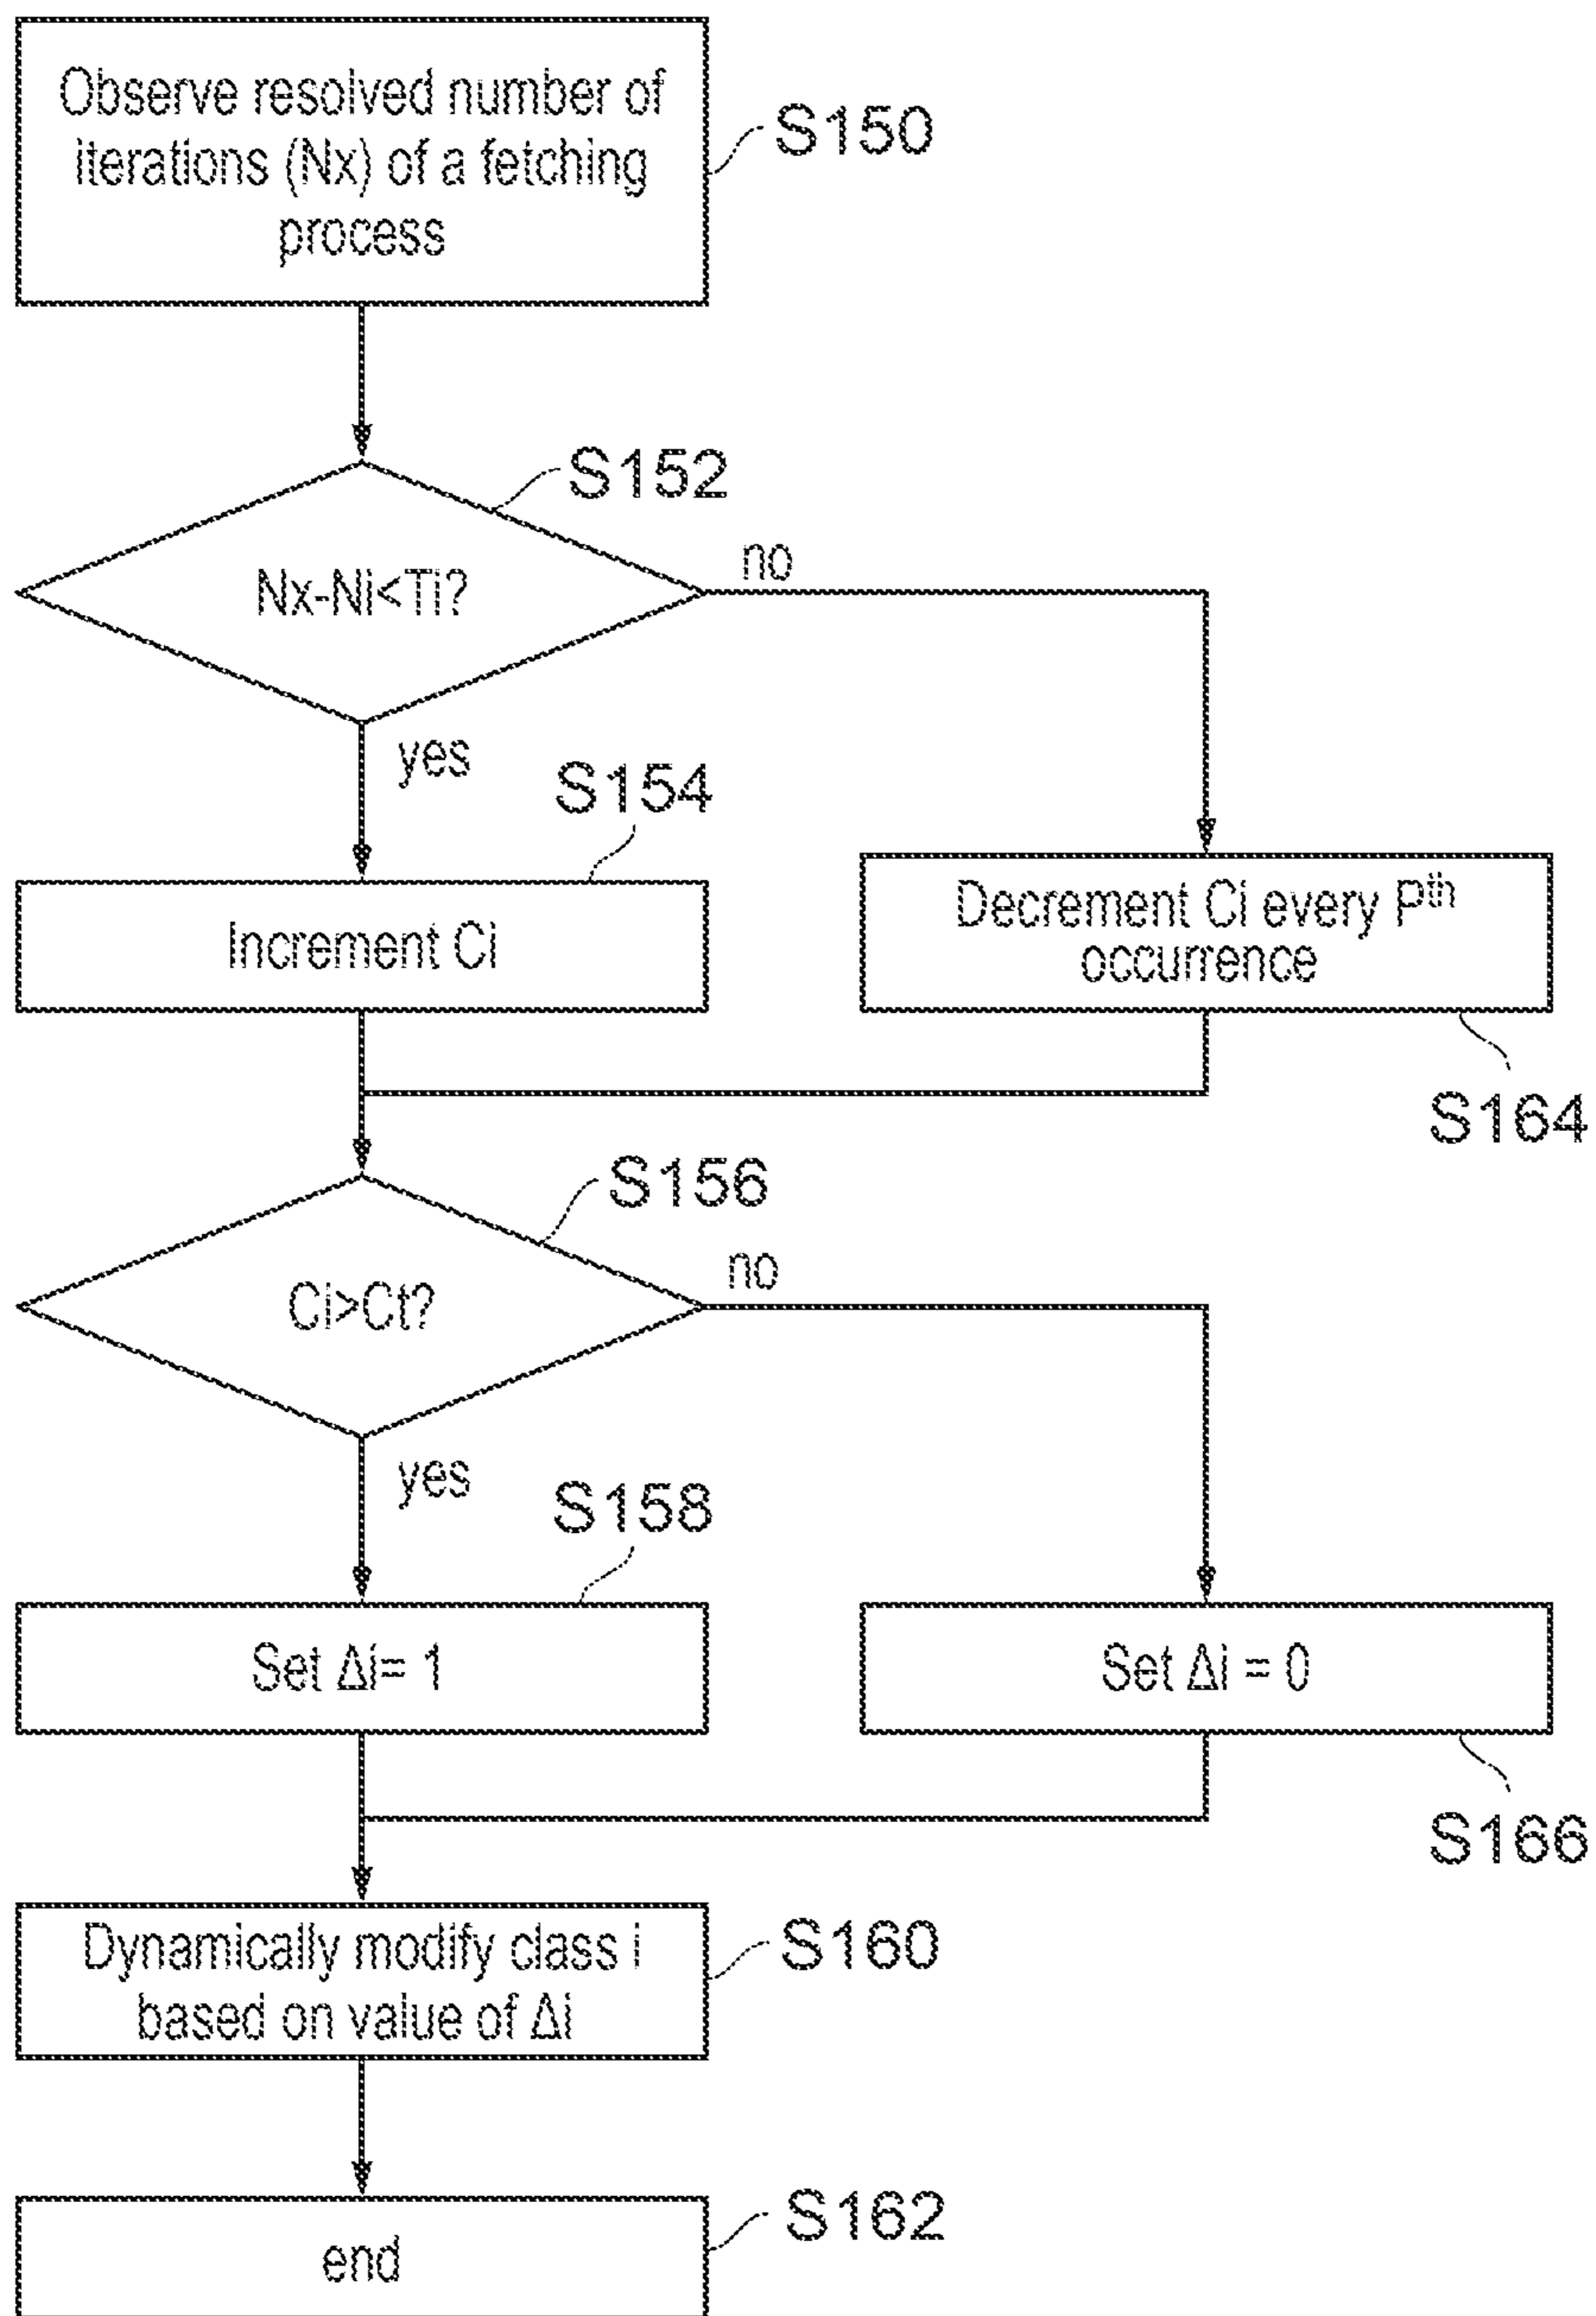 Observe resolved number of
iterations (Nx) of a fetching
process
S150
S152
Nx-Ni<Ti?
no
yes
S154
Increment Ci
Decrement Ci every Pth
occurrence
S164
S156
Ci>Ct?
no
yes
S158
Set Δi= 1
Set Δi = 0
S166
Dynamically modify class i
based on value of Δi
S160
end
S162